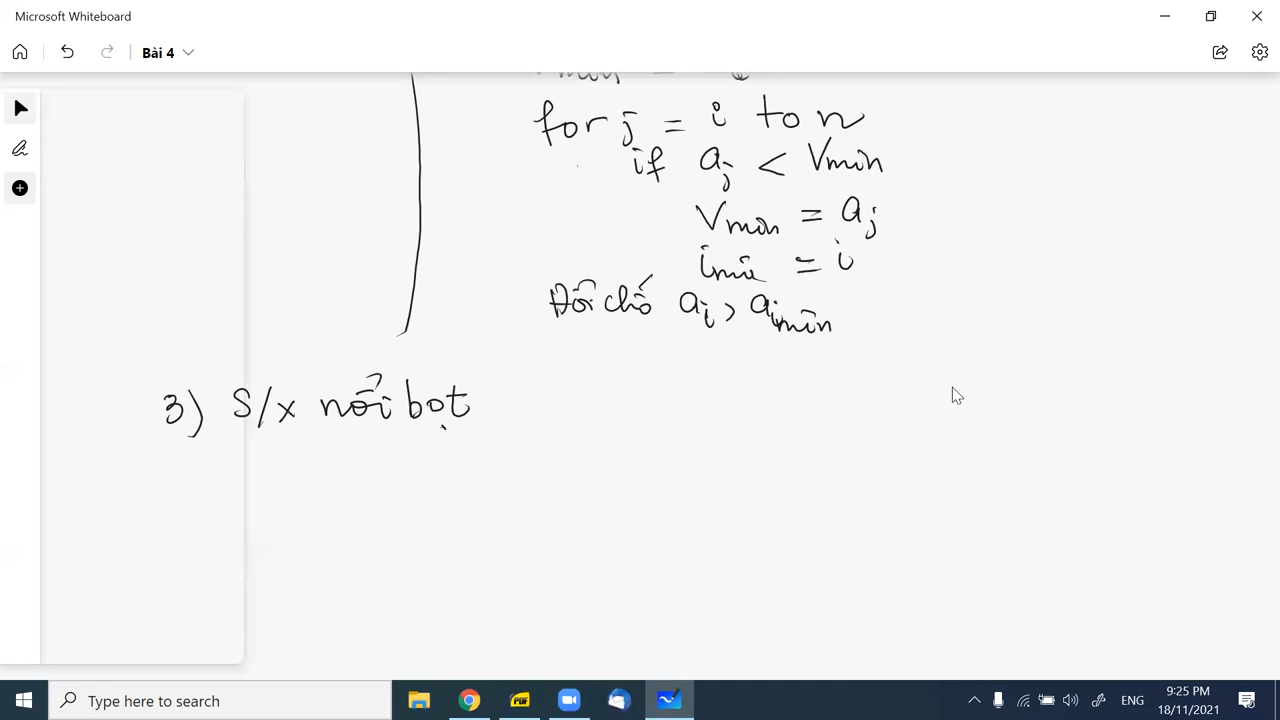 Microsoft Whiteboard
Bài 4
for j = i to n
if aj < Vmin
Vmin = aj
imin = i
Đổi chỗ ai, aimin
3) S/x nổi bọt
Type here to search
ENG
9:25 PM
18/11/2021